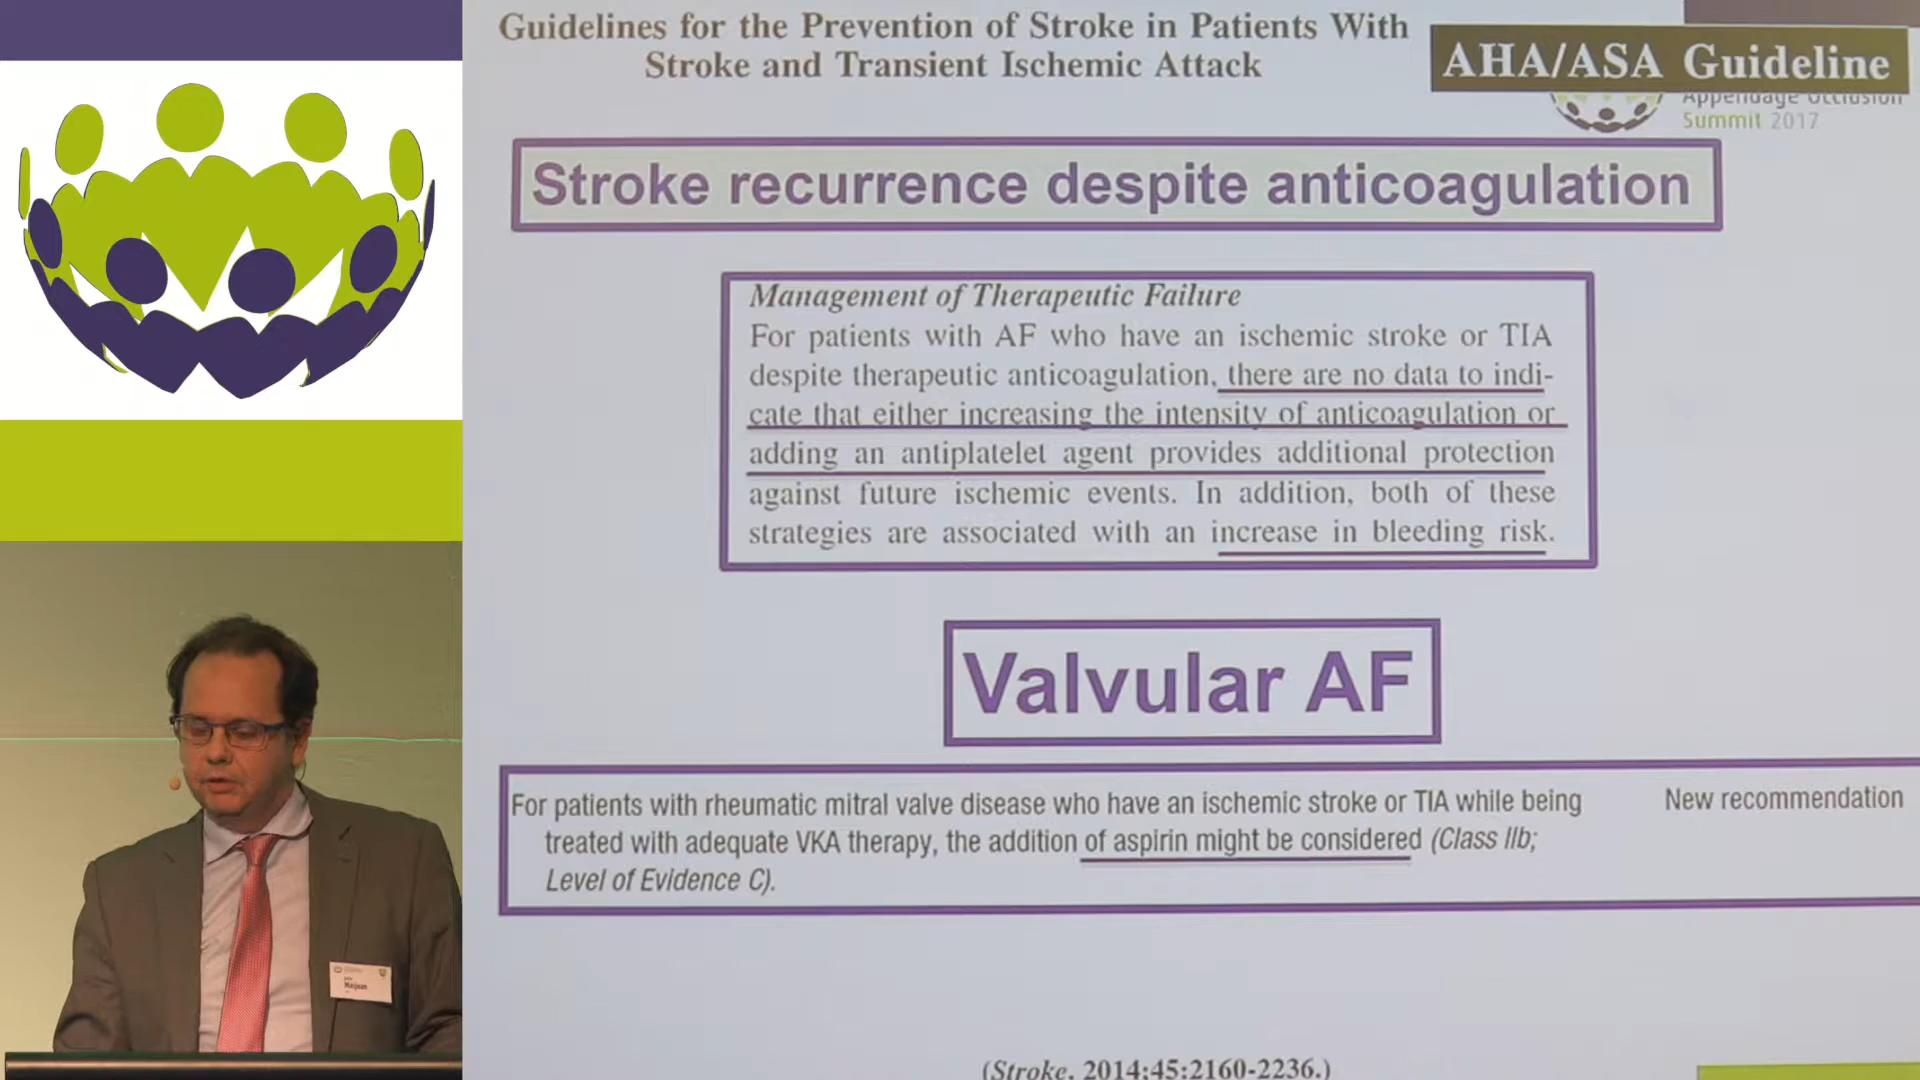 Guidelines for the Prevention of Stroke in Patients With
Stroke and Transient Ischemic Attack
AHA/ASA Guideline
Appendage Occlusion
Summit 2017
Stroke recurrence despite anticoagulation
Management of Therapeutic Failure
For patients with AF who have an ischemic stroke or TIA
despite therapeutic anticoagulation, there are no data to indi-
cate that either increasing the intensity of anticoagulation or
adding an antiplatelet agent provides additional protection
against future ischemic events. In addition, both of these
strategies are associated with an increase in bleeding risk.
Valvular AF
For patients with rheumatic mitral valve disease who have an ischemic stroke or TIA while being
treated with adequate VKA therapy, the addition of aspirin might be considered (Class IIb;
Level of Evidence C).
New recommendation
(Stroke. 2014;45:2160-2236.)